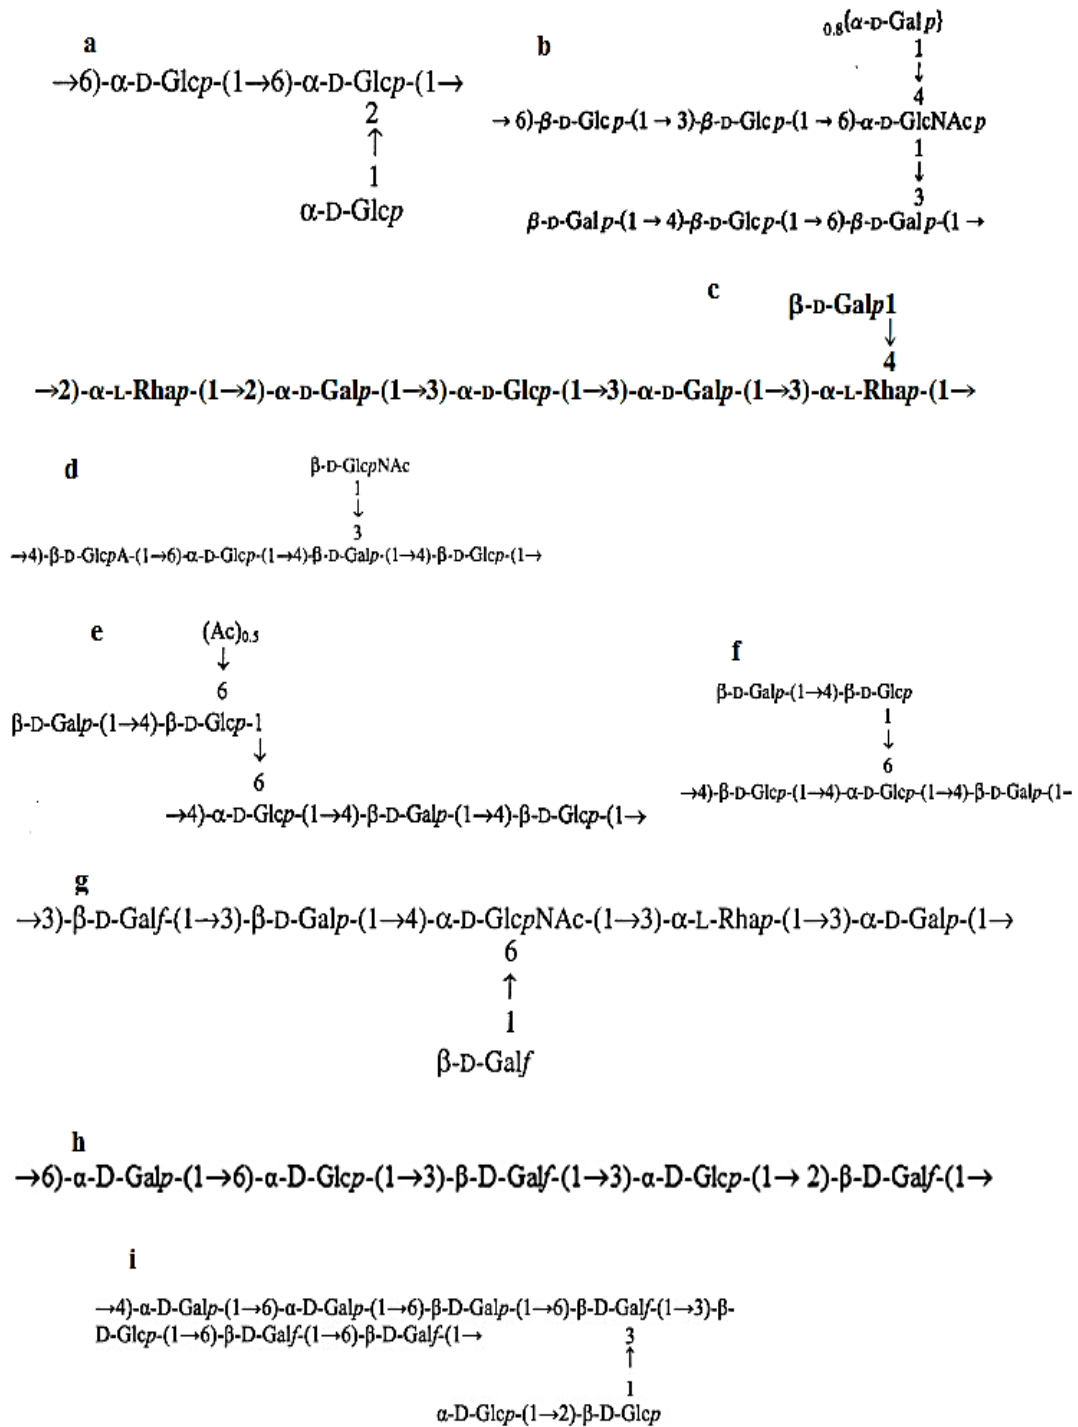 a
→6)-α-D-Glcp-(1→6)-α-D-Glcp-(1→
2
↑
1
α-D-Glcp
b
0.8{α-D-Galp}
1
↓
4
→ 6)-β-D-Glcp-(1 → 3)-β-D-Glcp-(1 → 6)-α-D-GlcNAcp
1
↓
3
β-D-Galp-(1 → 4)-β-D-Glcp-(1 → 6)-β-D-Galp-(1 →
c
β-D-Galp1
↓
4
→2)-α-L-Rhap-(1→2)-α-D-Galp-(1→3)-α-D-Glcp-(1→3)-α-D-Galp-(1→3)-α-L-Rhap-(1→
d
β-D-GlcpNAc
1
↓
3
→4)-β-D-GlcpA-(1→6)-α-D-Glcp-(1→4)-β-D-Galp-(1→4)-β-D-Glcp-(1→
e
(Ac)0.5
↓
6
β-D-Galp-(1→4)-β-D-Glcp-1
↓
6
→4)-α-D-Glcp-(1→4)-β-D-Galp-(1→4)-β-D-Glcp-(1→
f
β-D-Galp-(1→4)-β-D-Glcp
1
↓
6
→4)-β-D-Glcp-(1→4)-α-D-Glcp-(1→4)-β-D-Galp-(1–
g
→3)-β-D-Galf-(1→3)-β-D-Galp-(1→4)-α-D-GlcpNAc-(1→3)-α-L-Rhap-(1→3)-α-D-Galp-(1→
6
↑
1
β-D-Galf
h
→6)-α-D-Galp-(1→6)-α-D-Glcp-(1→3)-β-D-Galf-(1→3)-α-D-Glcp-(1→ 2)-β-D-Galf-(1→
i
→4)-α-D-Galp-(1→6)-α-D-Galp-(1→6)-β-D-Galp-(1→6)-β-D-Galf-(1→3)-β-
D-Glcp-(1→6)-β-D-Galf-(1→6)-β-D-Galf-(1→
3
↑
1
α-D-Glcp-(1→2)-β-D-Glcp